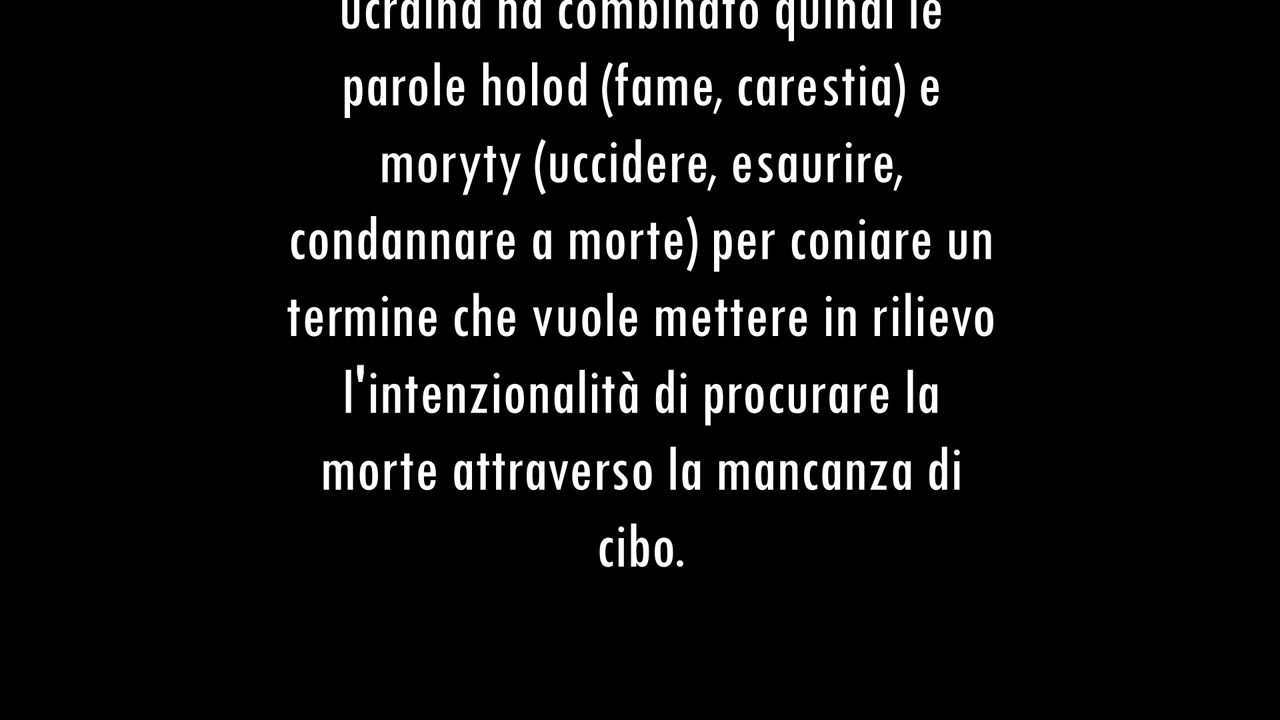 ucraina ha combinato quindi le
parole holod (fame, carestia) e
moryty (uccidere, esaurire,
condannare a morte) per coniare un
termine che vuole mettere in rilievo
l'intenzionalità di procurare la
morte attraverso la mancanza di
cibo.